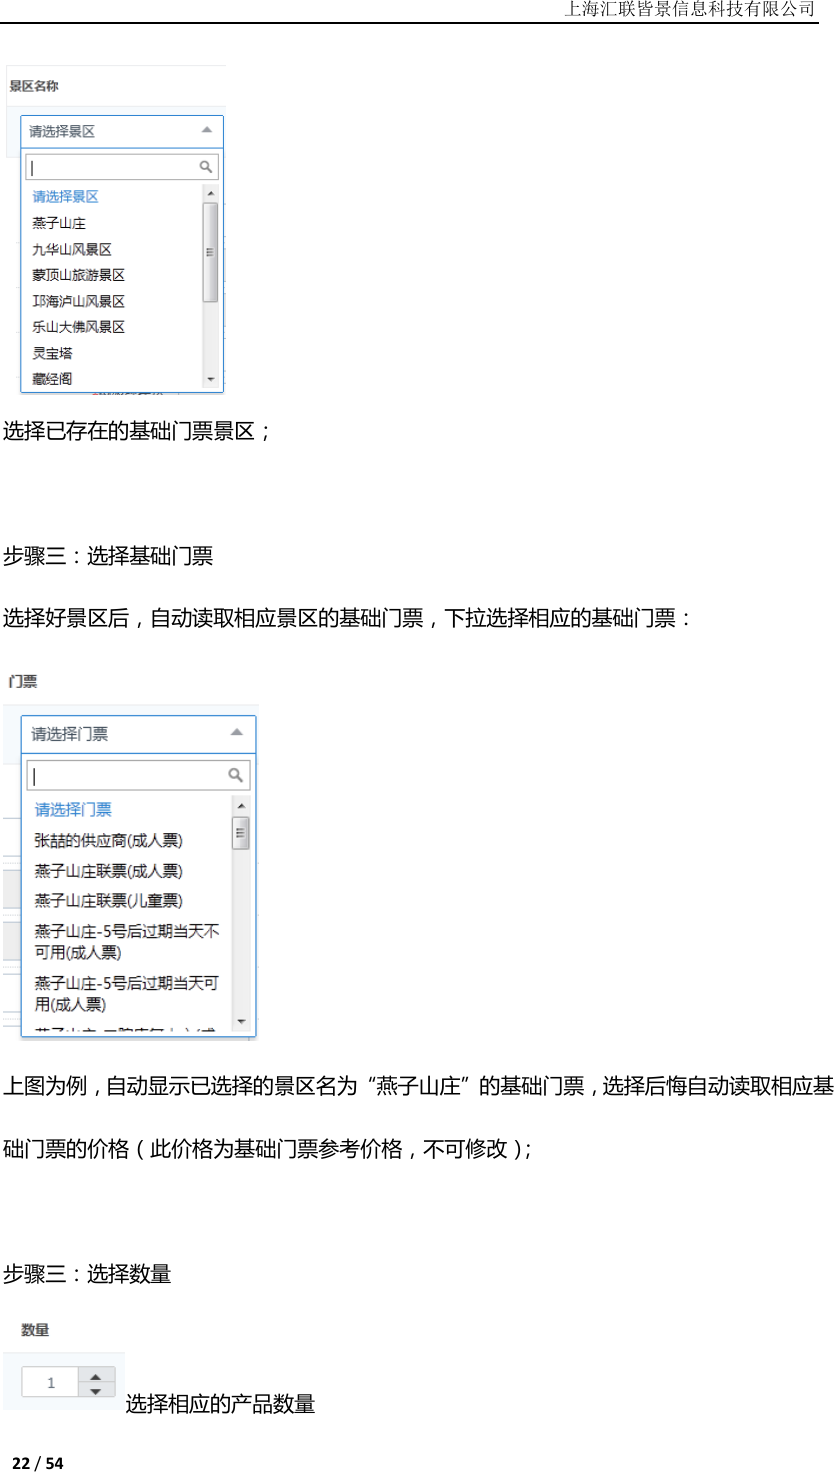 上海汇联皆景信息科技有限公司
景区名称
请选择景区
请选择景区
燕子山庄
九华山风景区
蒙顶山旅游景区
邛海泸山风景区
乐山大佛风景区
灵宝塔
藏经阁
选择已存在的基础门票景区；
步骤三：选择基础门票
选择好景区后，自动读取相应景区的基础门票，下拉选择相应的基础门票：
门票
请选择门票
请选择门票
张喆的供应商(成人票)
燕子山庄联票(成人票)
燕子山庄联票(儿童票)
燕子山庄-5号后过期当天不
可用(成人票)
燕子山庄-5号后过期当天可
用(成人票)
上图为例，自动显示已选择的景区名为“燕子山庄”的基础门票，选择后悔自动读取相应基
础门票的价格（此价格为基础门票参考价格，不可修改）；
步骤三：选择数量
数量
1
选择相应的产品数量
22 / 54